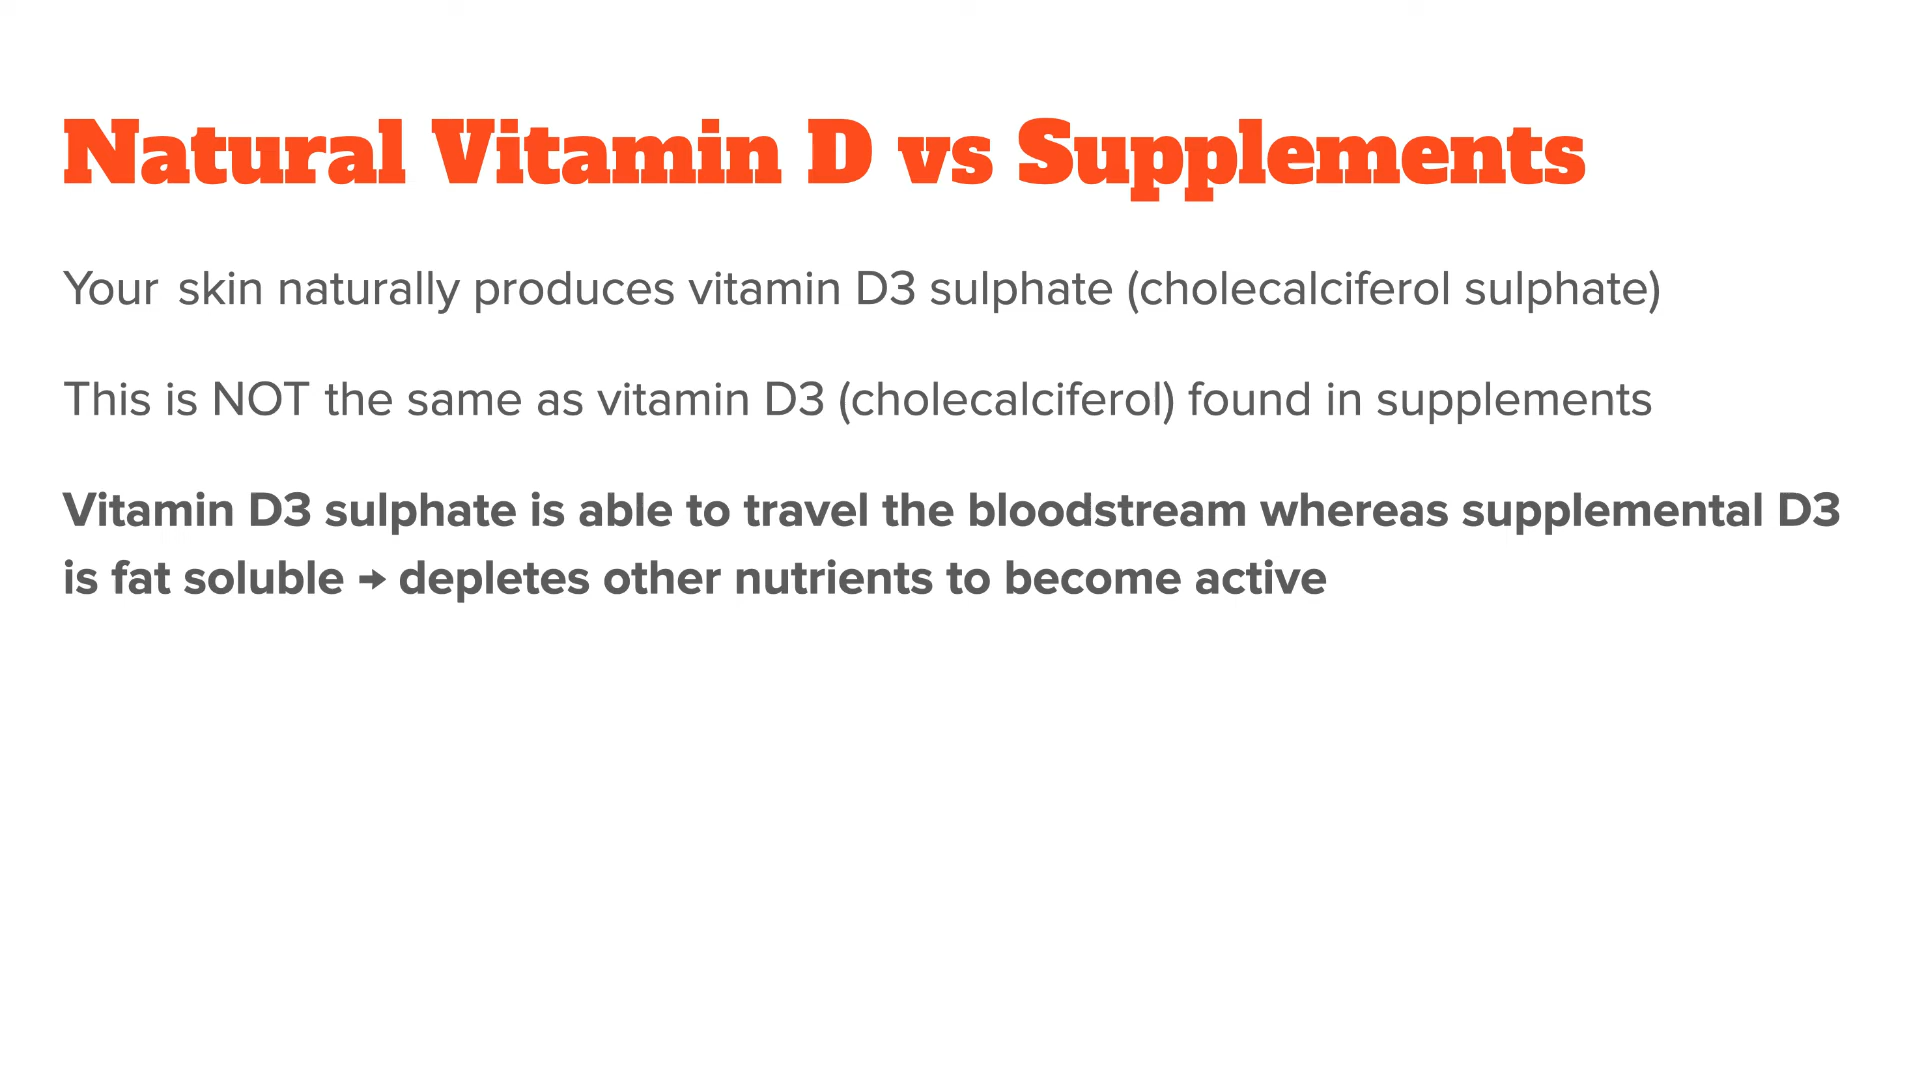 Natural Vitamin D vs Supplements
Your skin naturally produces vitamin D3 sulphate (cholecalciferol sulphate)
This is NOT the same as vitamin D3 (cholecalciferol) found in supplements
Vitamin D3 sulphate is able to travel the bloodstream whereas supplemental D3
is fat soluble → depletes other nutrients to become active